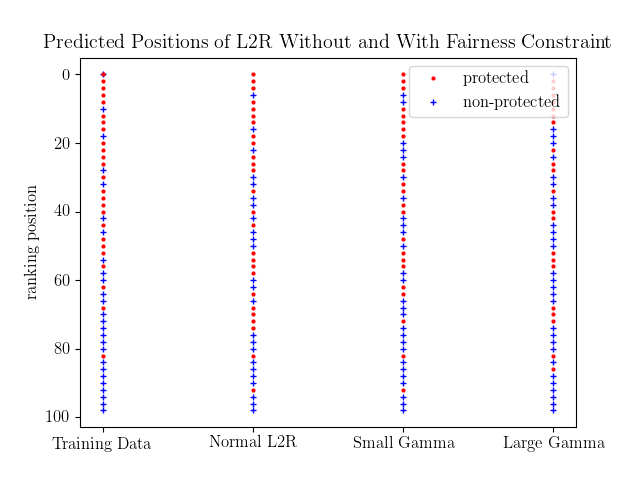 Predicted Positions of L2R Without and With Fairness Constraint
protected
non-protected
ranking position
0
20
40
60
80
100
Training Data
Normal L2R
Small Gamma
Large Gamma